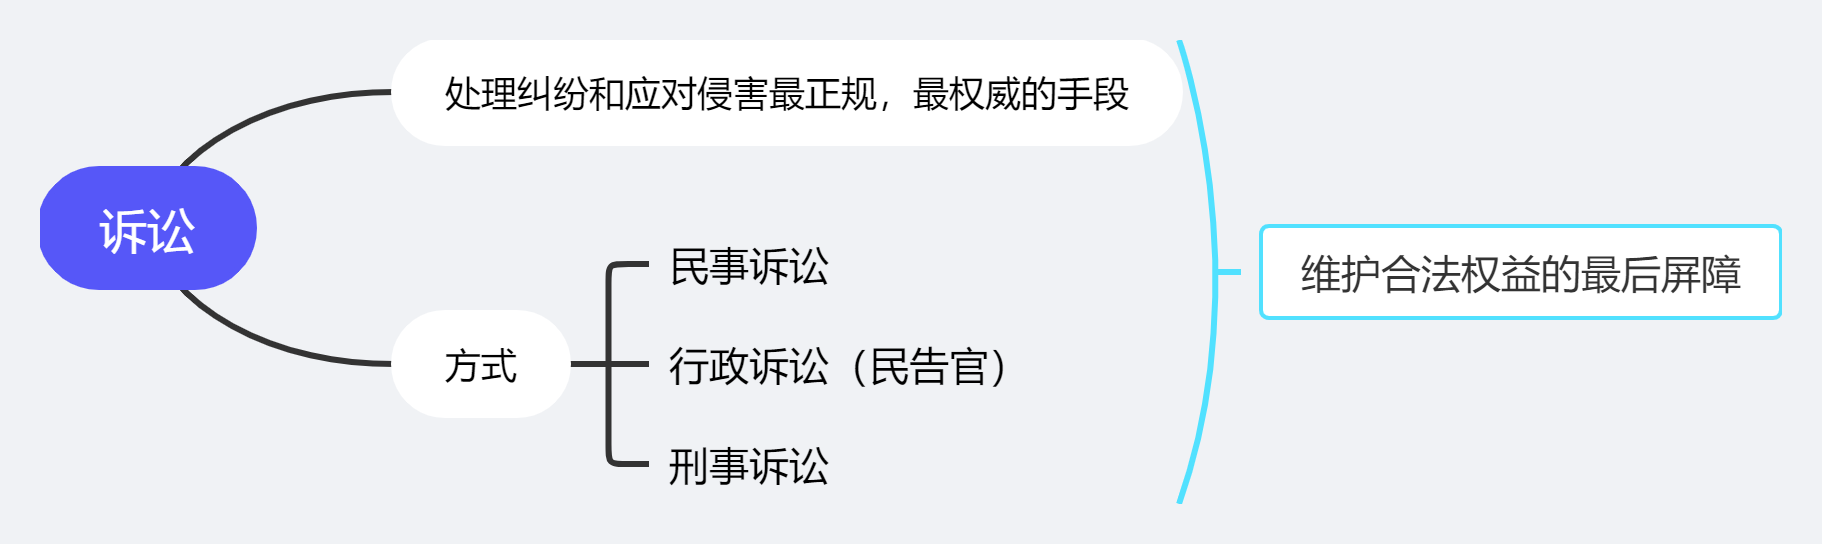 诉讼
处理纠纷和应对侵害最正规，最权威的手段
方式
民事诉讼
行政诉讼（民告官）
刑事诉讼
维护合法权益的最后屏障